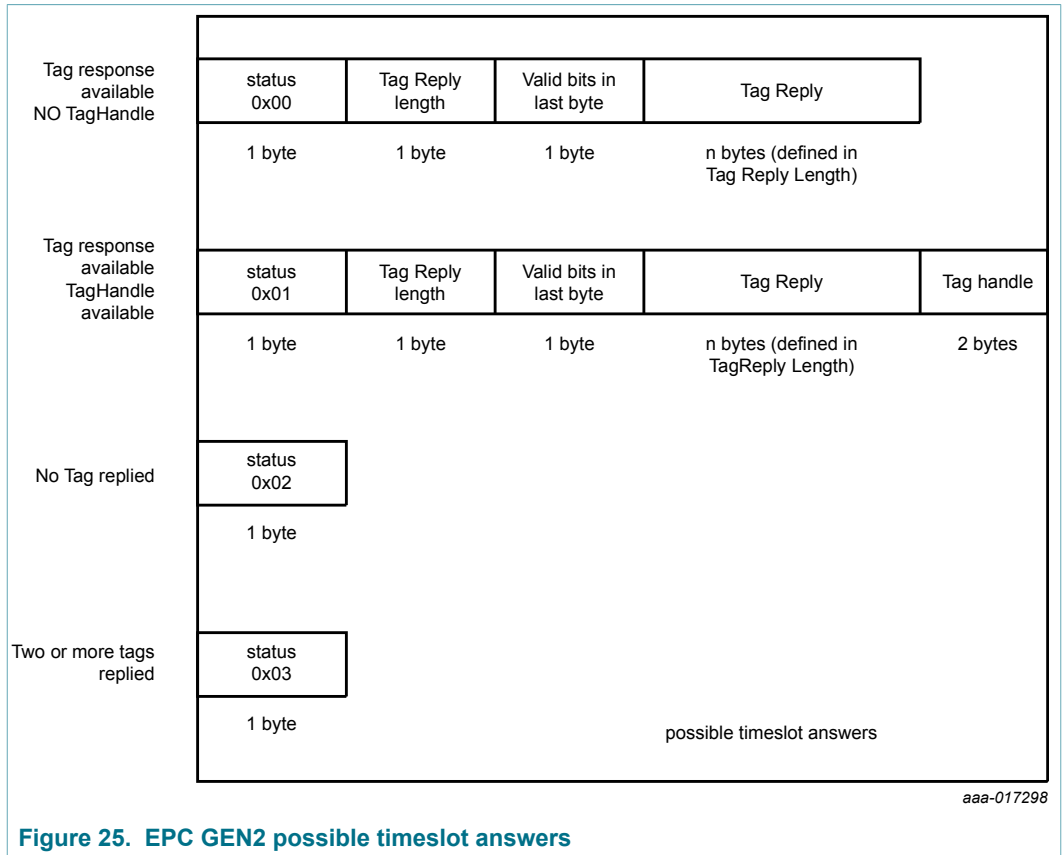 Tag response
available
NO TagHandle
status
0x00
Tag Reply
length
Valid bits in
last byte
Tag Reply
1 byte
1 byte
1 byte
n bytes (defined in
Tag Reply Length)
Tag response
available
TagHandle
available
status
0x01
Tag Reply
length
Valid bits in
last byte
Tag Reply
Tag handle
1 byte
1 byte
1 byte
n bytes (defined in
TagReply Length)
2 bytes
No Tag replied
status
0x02
1 byte
Two or more tags
replied
status
0x03
1 byte
possible timeslot answers
aaa-017298
Figure 25. EPC GEN2 possible timeslot answers